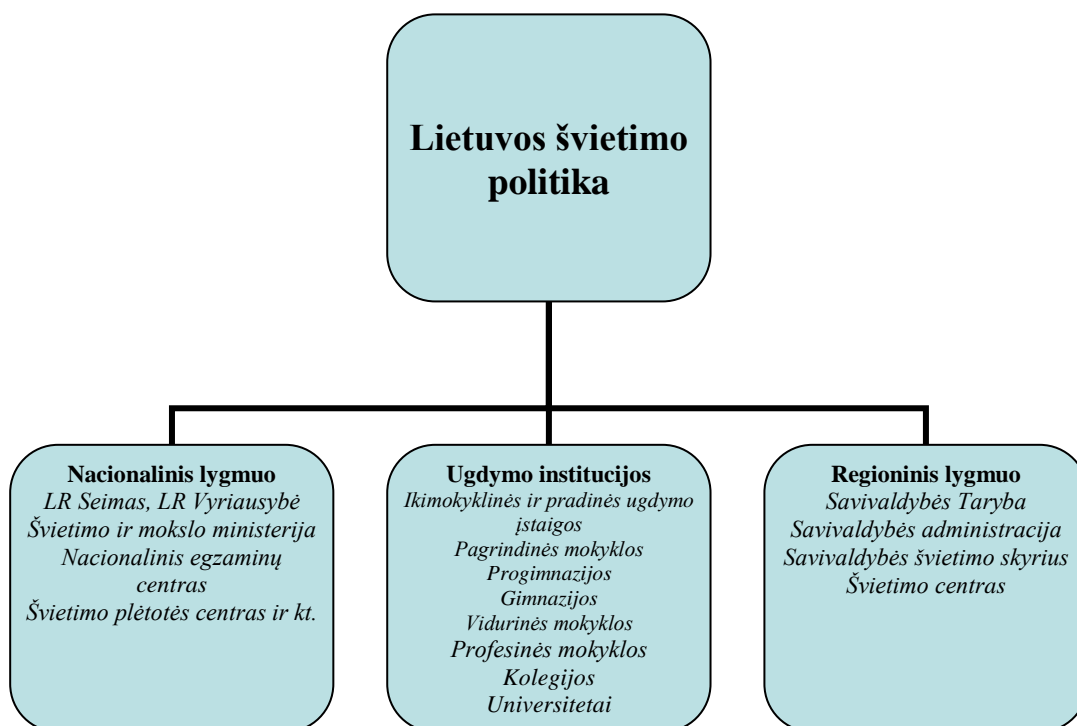 Lietuvos švietimo
politika
Nacionalinis lygmuo
LR Seimas, LR Vyriausybė
Švietimo ir mokslo ministerija
Nacionalinis egzaminų
centras
Švietimo plėtotės centras ir kt.
Ugdymo institucijos
Ikimokyklinės ir pradinės ugdymo
įstaigos
Pagrindinės mokyklos
Progimnazijos
Gimnazijos
Vidurinės mokyklos
Profesinės mokyklos
Kolegijos
Universitetai
Regioninis lygmuo
Savivaldybės Taryba
Savivaldybės administracija
Savivaldybės švietimo skyrius
Švietimo centras